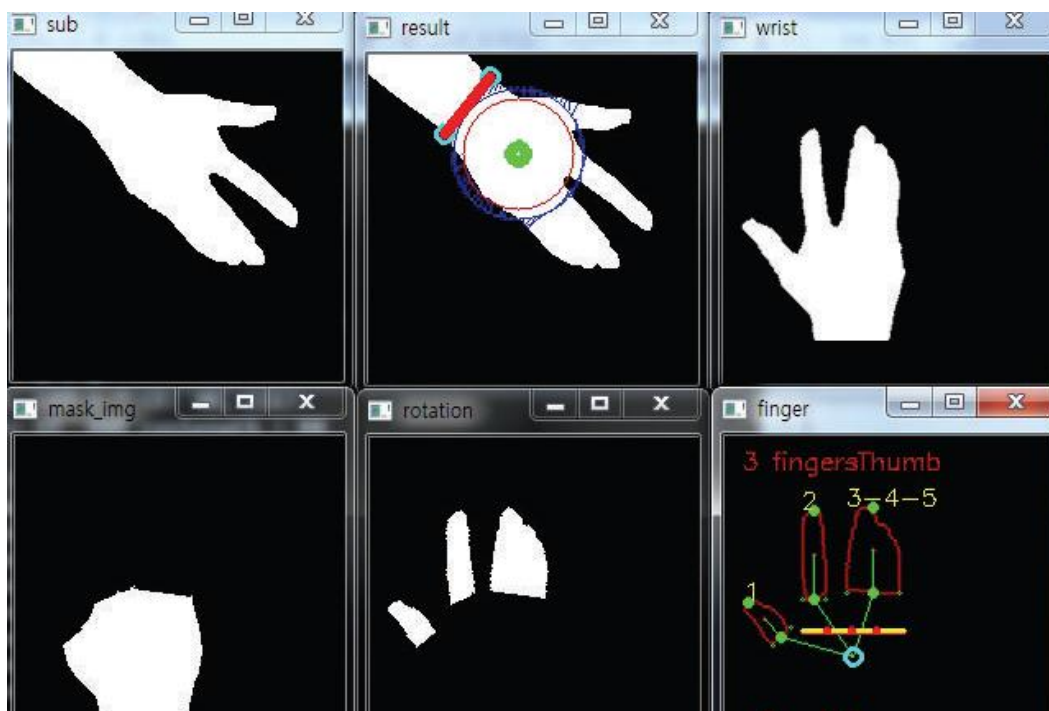 sub
result
wrist
mask_img
rotation
finger
3 fingersThumb
2
3-4-5
1